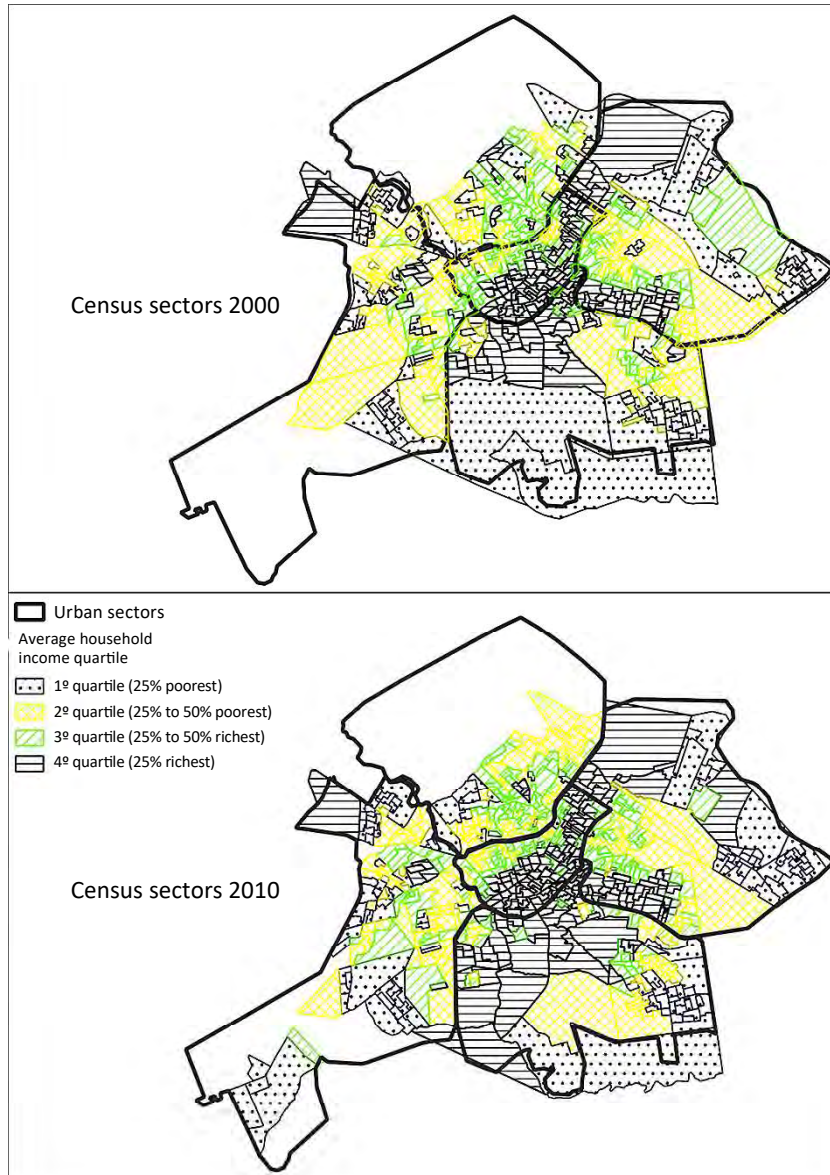 Census sectors 2000
Urban sectors
Average household
income quartile
1º quartile (25% poorest)
2º quartile (25% to 50% poorest)
3º quartile (25% to 50% richest)
4º quartile (25% richest)
Census sectors 2010